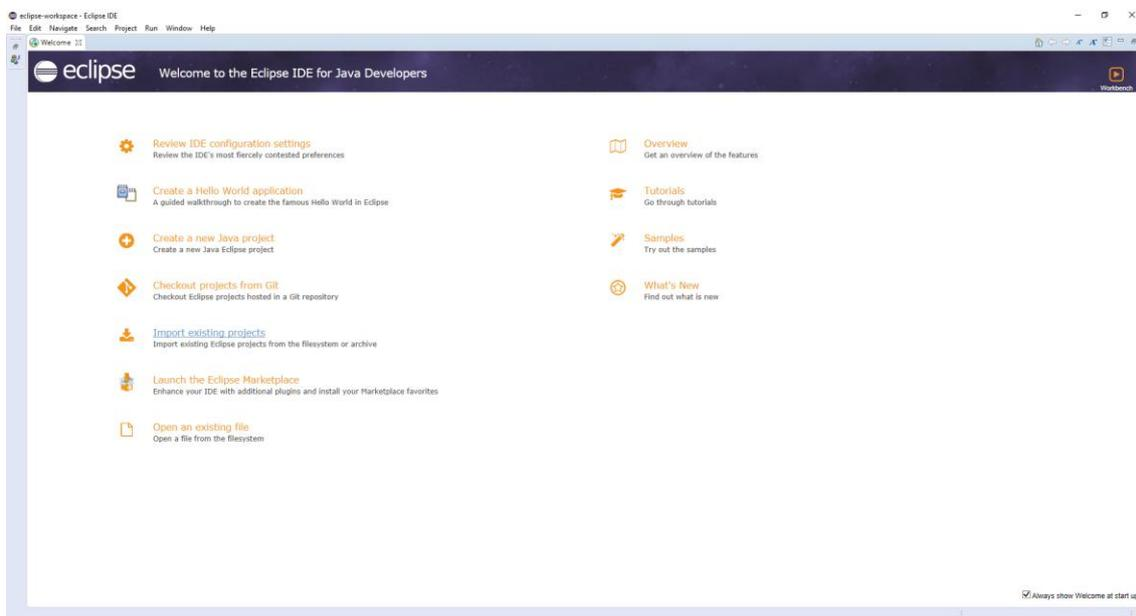 eclipse-workspace - Eclipse IDE
File Edit Navigate Search Project Run Window Help
Welcome
eclipse Welcome to the Eclipse IDE for Java Developers
Workbench
Review IDE configuration settings
Review the IDE's most fiercely contested preferences
Create a Hello World application
A guided walkthrough to create the famous Hello World in Eclipse
Create a new Java project
Create a new Java Eclipse project
Checkout projects from Git
Checkout Eclipse projects hosted in a Git repository
Import existing projects
Import existing Eclipse projects from the filesystem or archive
Launch the Eclipse Marketplace
Enhance your IDE with additional plugins and install your Marketplace favorites
Open an existing file
Open a file from the filesystem
Overview
Get an overview of the features
Tutorials
Go through tutorials
Samples
Try out the samples
What's New
Find out what is new
Always show Welcome at start up